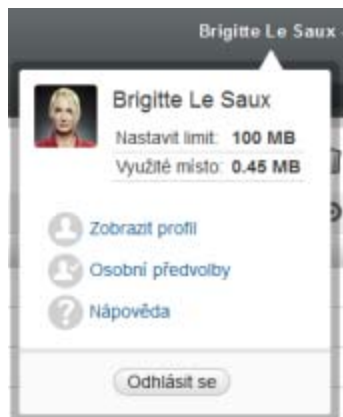 Brigitte Le Saux
Brigitte Le Saux
Nastavit limit: 100 MB
Využité místo: 0.45 MB
Zobrazit profil
Osobní předvolby
Nápověda
Odhlásit se